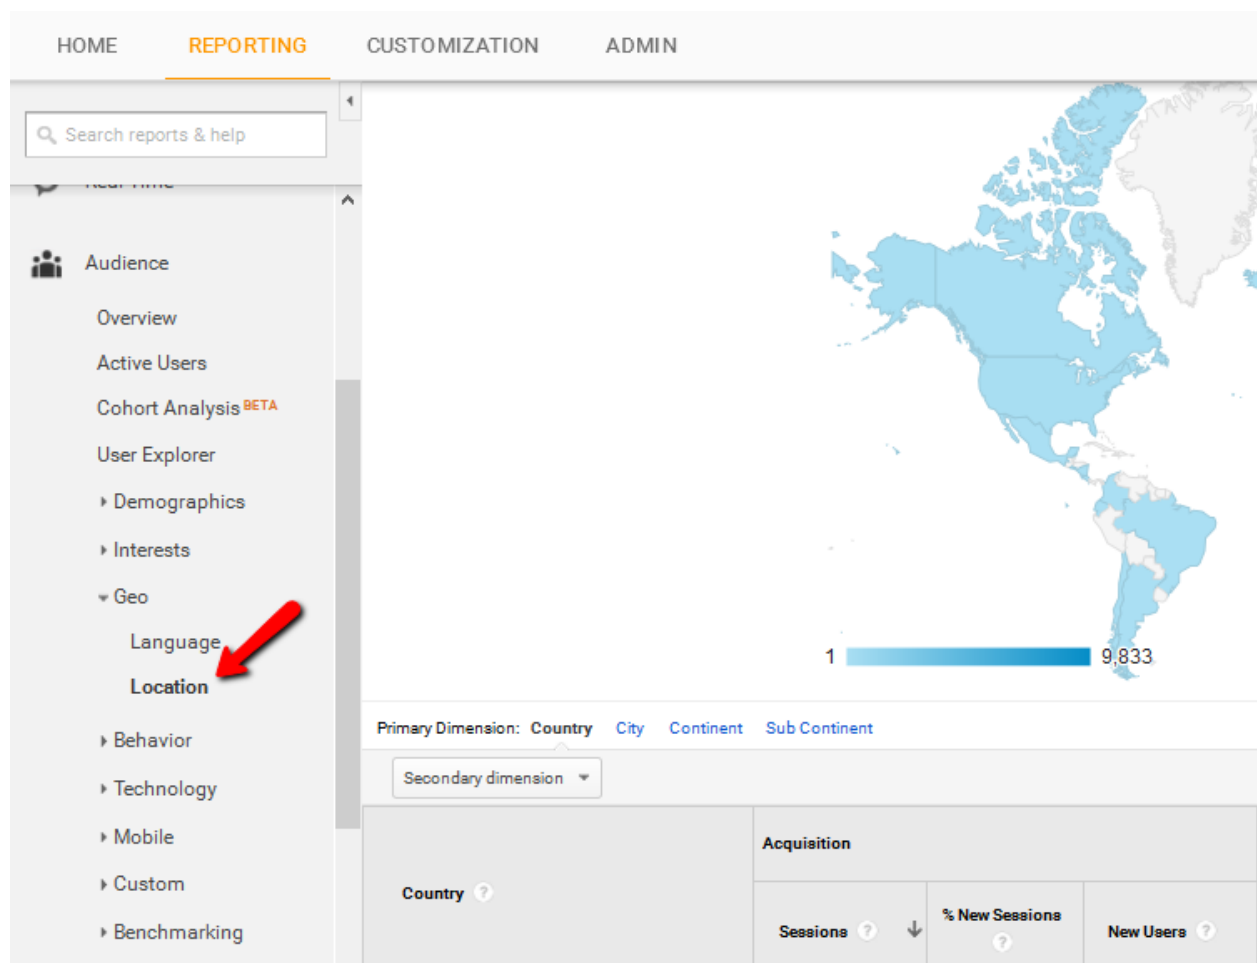 HOME REPORTING CUSTOMIZATION ADMIN
Search reports & help
Real-Time
Audience
Overview
Active Users
Cohort Analysis BETA
User Explorer
Demographics
Interests
Geo
Language
Location
Behavior
Technology
Mobile
Custom
Benchmarking
1 9,833
Primary Dimension: Country City Continent Sub Continent
Secondary dimension
Country ?
Acquisition
Sessions ?
% New Sessions
?
New Users ?